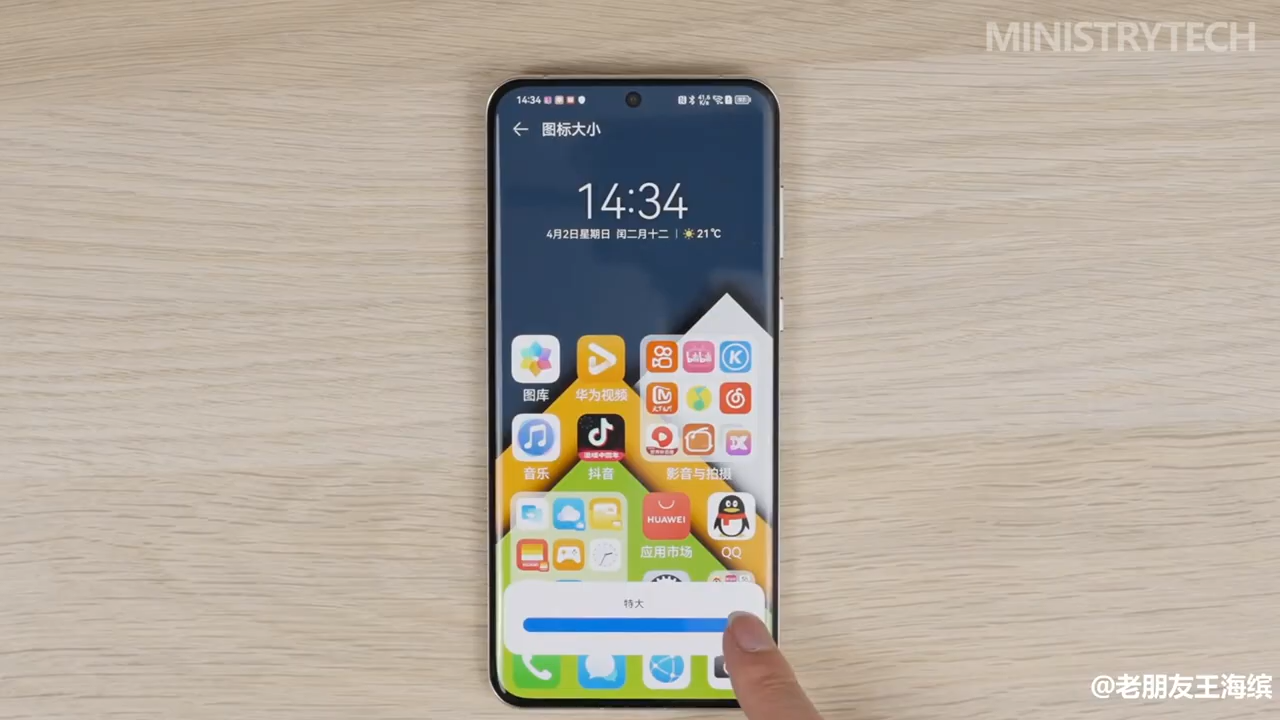 MINISTRYTECH
14:34
图标大小
14:34
4月2日星期日 闰二月十二 | 21℃
图库
华为视频
bilibili
K
音乐
抖音
影音与拍摄
HUAWEI
应用市场
QQ
特大
@老朋友王海缤